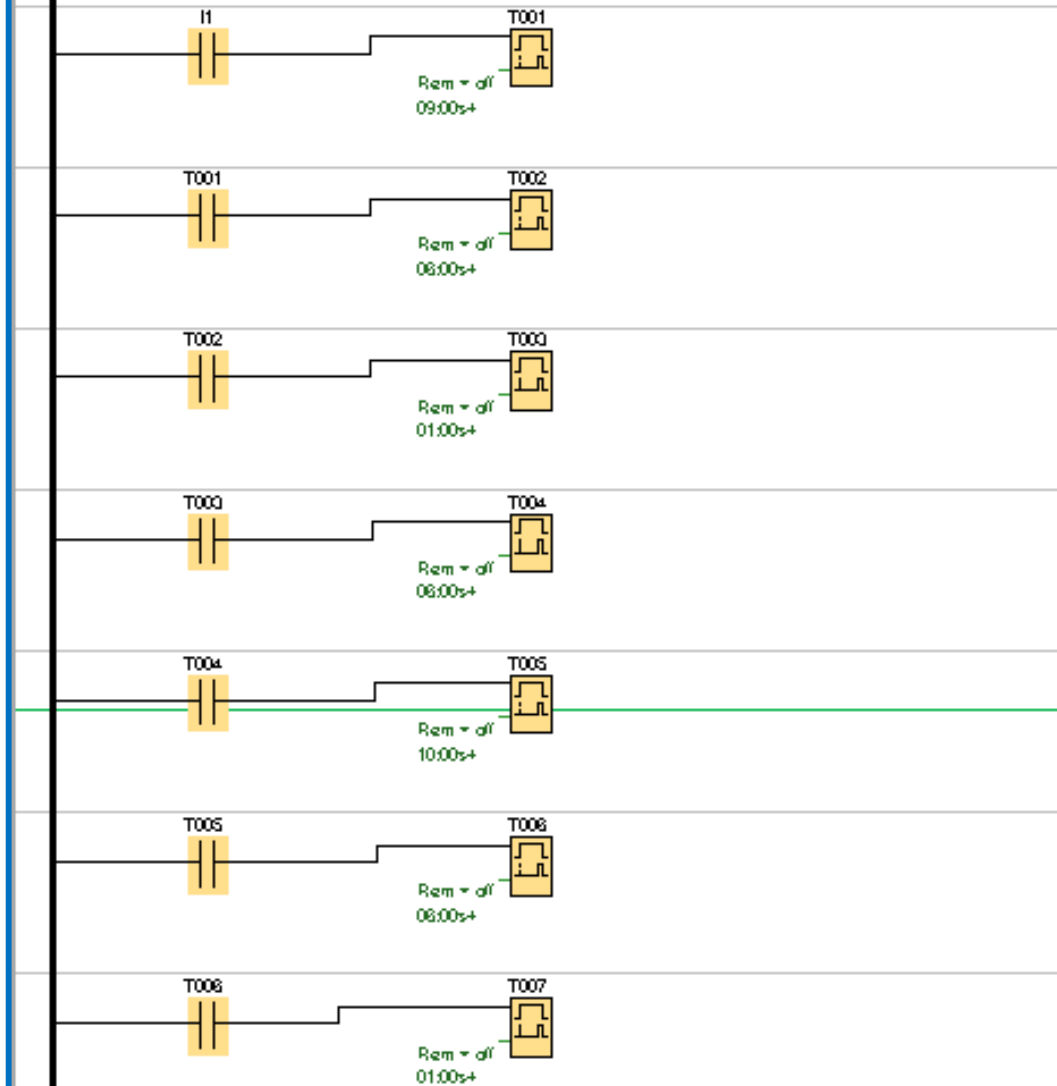 I1 T001
Rem = off
09:00s+
T001 T002
Rem = off
06:00s+
T002 T003
Rem = off
01:00s+
T003 T004
Rem = off
06:00s+
T004 T005
Rem = off
10:00s+
T005 T006
Rem = off
06:00s+
T006 T007
Rem = off
01:00s+